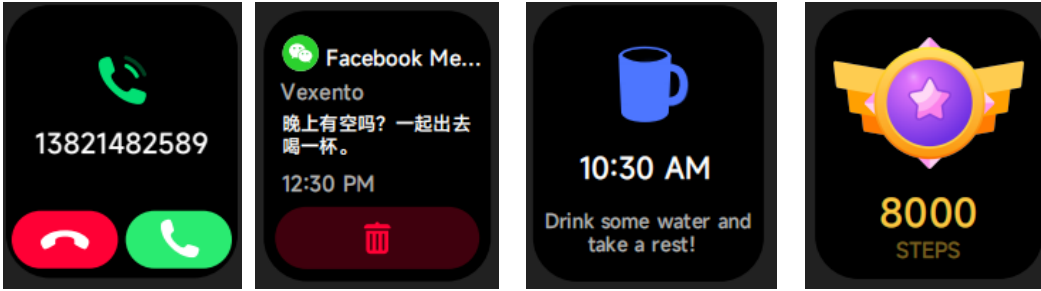 13821482589
Facebook Me...
Vexento
晚上有空吗？一起出去
喝一杯。
12:30 PM
10:30 AM
Drink some water and
take a rest!
8000
STEPS